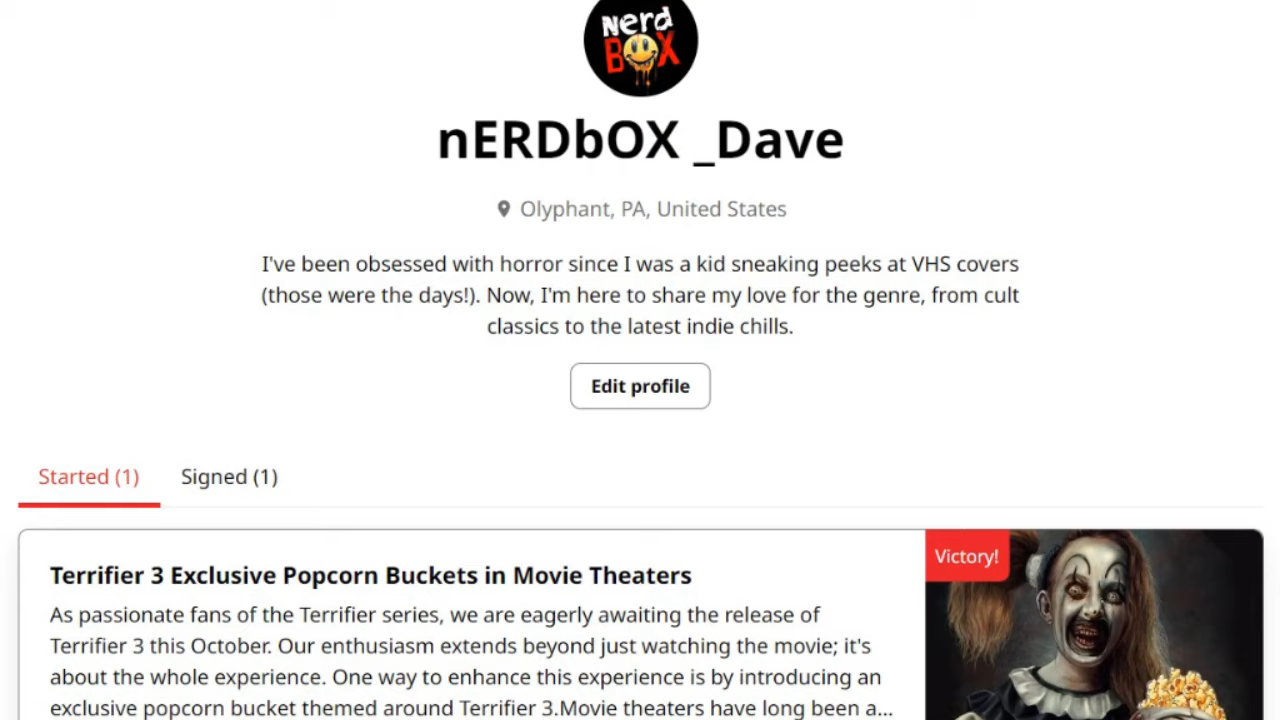 Nerd
BOX
nERDbOX _Dave
Olyphant, PA, United States
I've been obsessed with horror since I was a kid sneaking peeks at VHS covers
(those were the days!). Now, I'm here to share my love for the genre, from cult
classics to the latest indie chills.
Edit profile
Started (1) Signed (1)
Victory!
Terrifier 3 Exclusive Popcorn Buckets in Movie Theaters
As passionate fans of the Terrifier series, we are eagerly awaiting the release of
Terrifier 3 this October. Our enthusiasm extends beyond just watching the movie; it's
about the whole experience. One way to enhance this experience is by introducing an
exclusive popcorn bucket themed around Terrifier 3.Movie theaters have long been a...